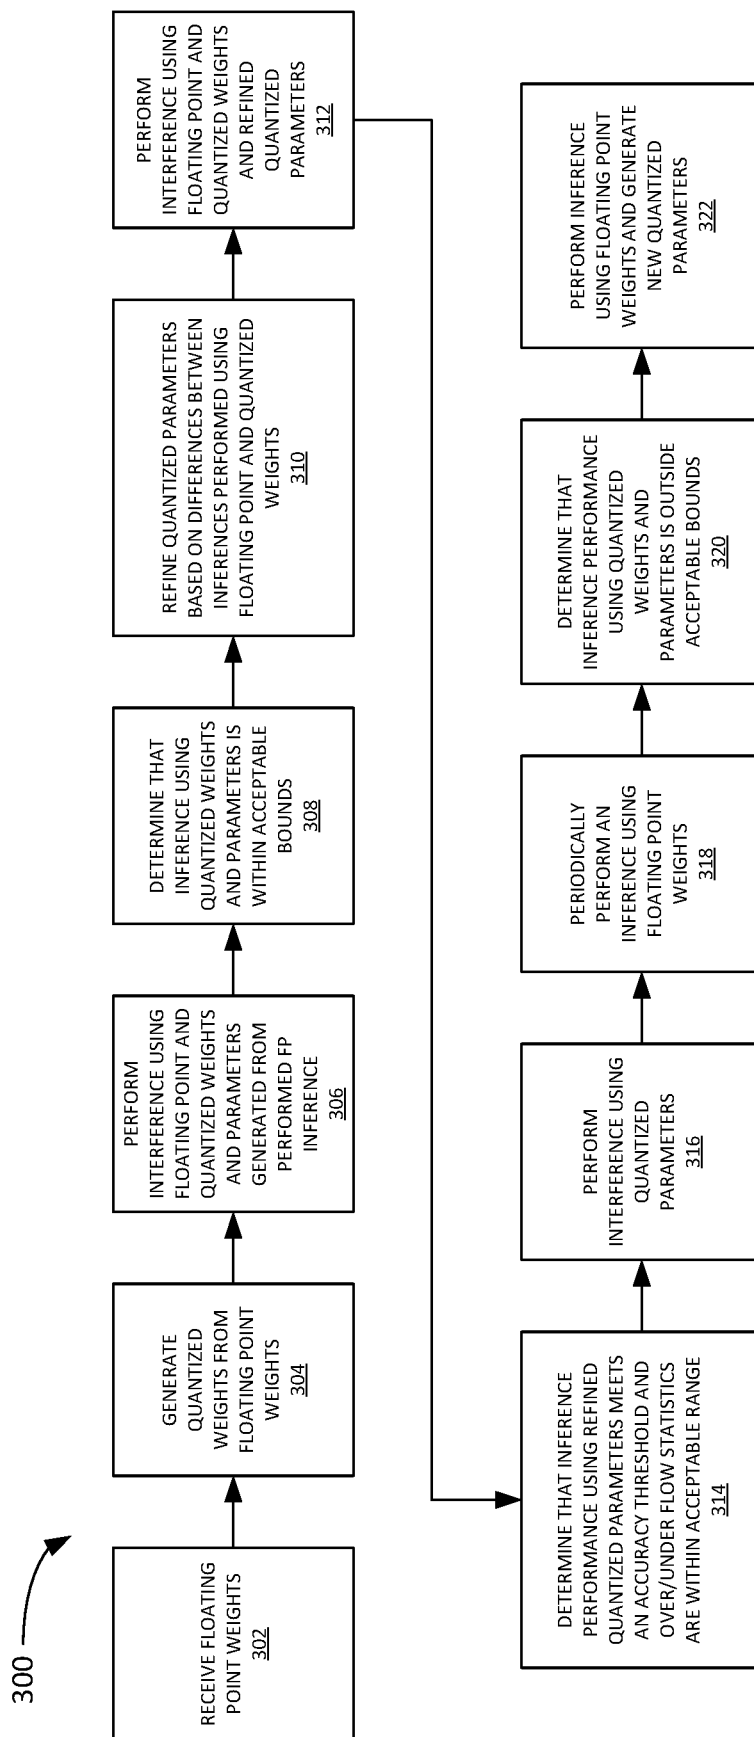 300
RECEIVE FLOATING
POINT WEIGHTS
302
GENERATE
QUANTIZED
WEIGHTS FROM
FLOATING POINT
WEIGHTS
304
PERFORM
INTERFERENCE USING
FLOATING POINT AND
QUANTIZED WEIGHTS
AND PARAMETERS
GENERATED FROM
PERFORMED FP
INFERENCE
306
DETERMINE THAT
INFERENCE USING
QUANTIZED WEIGHTS
AND PARAMETERS IS
WITHIN ACCEPTABLE
BOUNDS
308
REFINE QUANTIZED PARAMETERS
BASED ON DIFFERENCES BETWEEN
INFERENCES PERFORMED USING
FLOATING POINT AND QUANTIZED
WEIGHTS
310
PERFORM
INTERFERENCE USING
FLOATING POINT AND
QUANTIZED WEIGHTS
AND REFINED
QUANTIZED
PARAMETERS
312
DETERMINE THAT INFERENCE
PERFORMANCE USING REFINED
QUANTIZED PARAMETERS MEETS
AN ACCURACY THRESHOLD AND
OVER/UNDER FLOW STATISTICS
ARE WITHIN ACCEPTABLE RANGE
314
PERFORM
INTERFERENCE USING
QUANTIZED
PARAMETERS
316
PERIODICALLY
PERFORM AN
INFERENCE USING
FLOATING POINT
WEIGHTS
318
DETERMINE THAT
INFERENCE PERFORMANCE
USING QUANTIZED
WEIGHTS AND
PARAMETERS IS OUTSIDE
ACCEPTABLE BOUNDS
320
PERFORM INFERENCE
USING FLOATING POINT
WEIGHTS AND GENERATE
NEW QUANTIZED
PARAMETERS
322